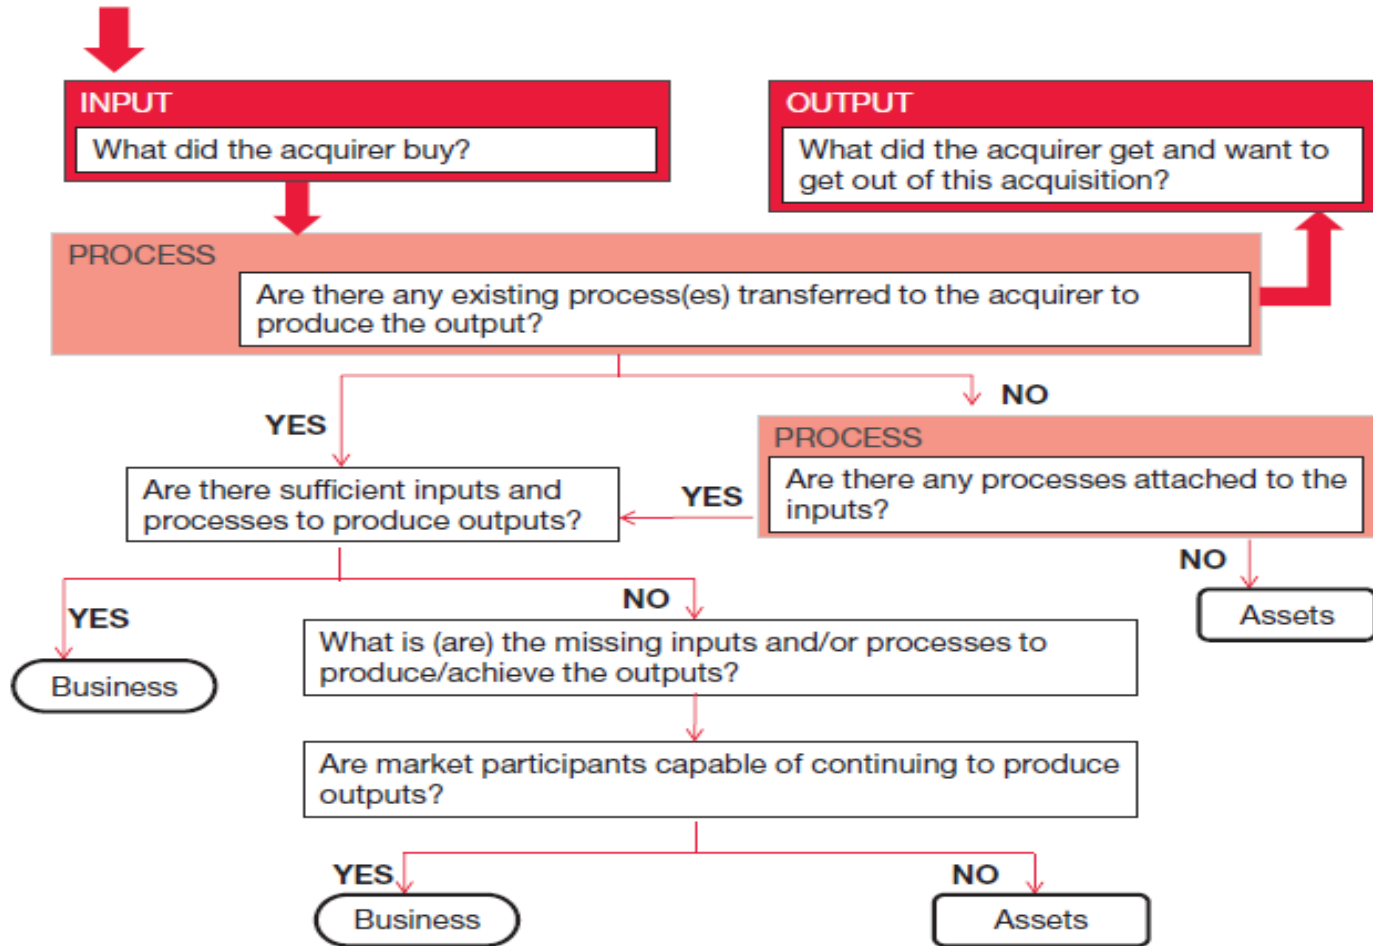 INPUT
What did the acquirer buy?
OUTPUT
What did the acquirer get and want to
get out of this acquisition?
PROCESS
Are there any existing process(es) transferred to the acquirer to
produce the output?
YES
NO
PROCESS
Are there any processes attached to the
inputs?
Are there sufficient inputs and
processes to produce outputs?
YES
NO
Assets
YES
NO
Business
What is (are) the missing inputs and/or processes to
produce/achieve the outputs?
Are market participants capable of continuing to produce
outputs?
YES
NO
Business
Assets